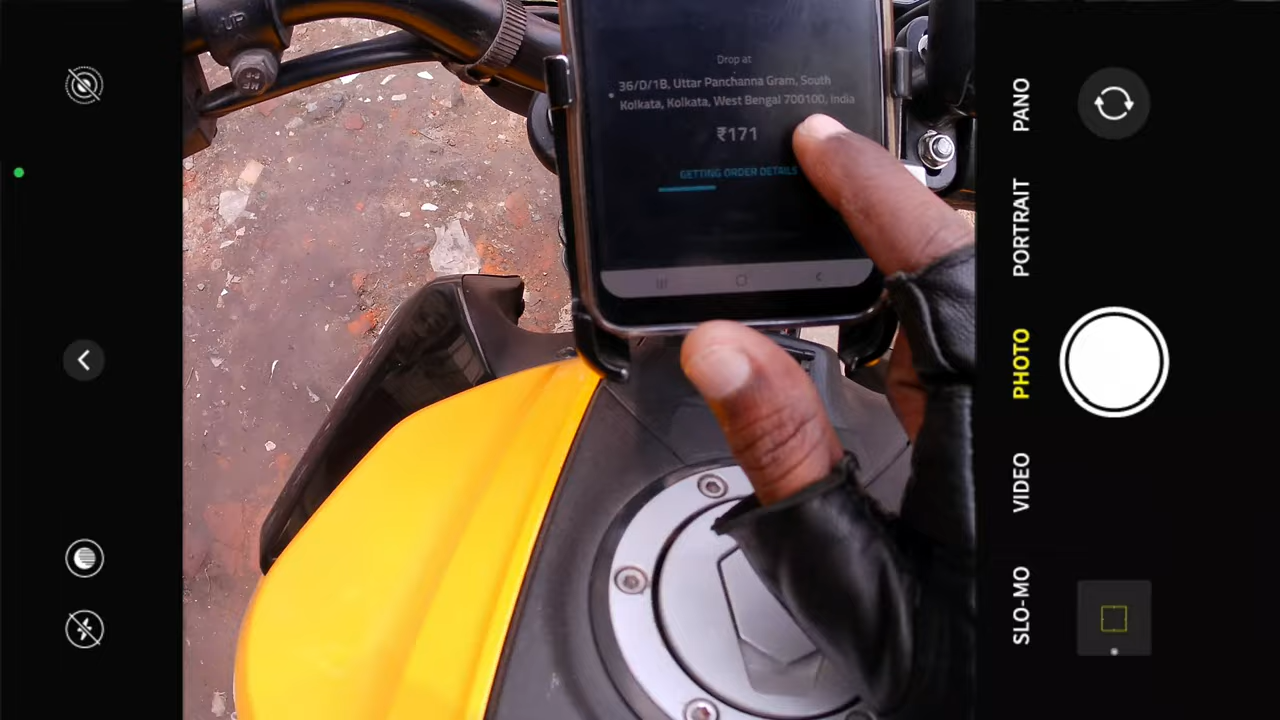 UP
Drop at
36/D/1B, Uttar Panchanna Gram, South
Kolkata, Kolkata, West Bengal 700100, India
₹171
GETTING ORDER DETAILS
PANO
PORTRAIT
PHOTO
VIDEO
SLO-MO